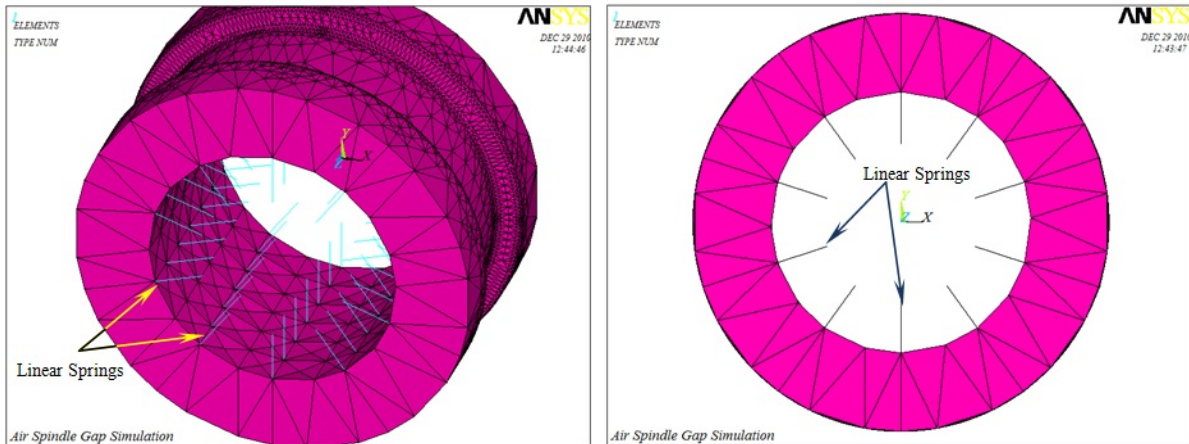 ELEMENTS
TYPE NUM
ANSYS
DEC 29 2010
12:44:46
Y
X
Z
Linear Springs
Air Spindle Gap Simulation
ELEMENTS
TYPE NUM
ANSYS
DEC 29 2010
12:43:47
Linear Springs
Y
Z X
Air Spindle Gap Simulation